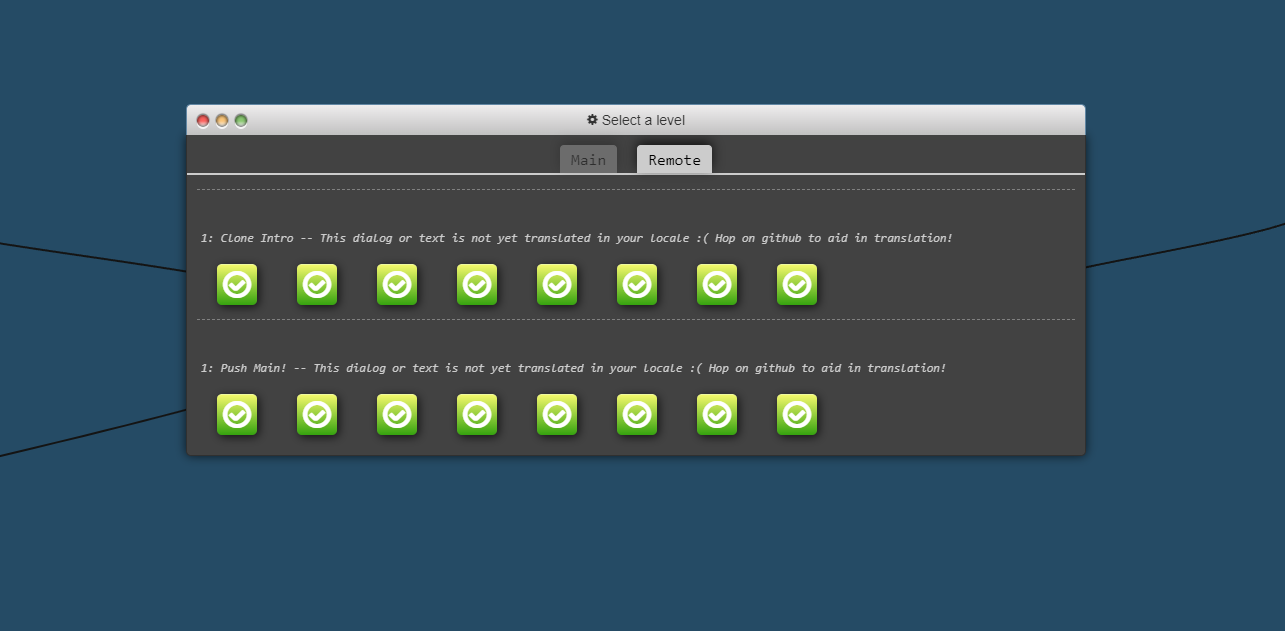 Select a level
Main
Remote
1: Clone Intro -- This dialog or text is not yet translated in your locale :( Hop on github to aid in translation!
1: Push Main! -- This dialog or text is not yet translated in your locale :( Hop on github to aid in translation!